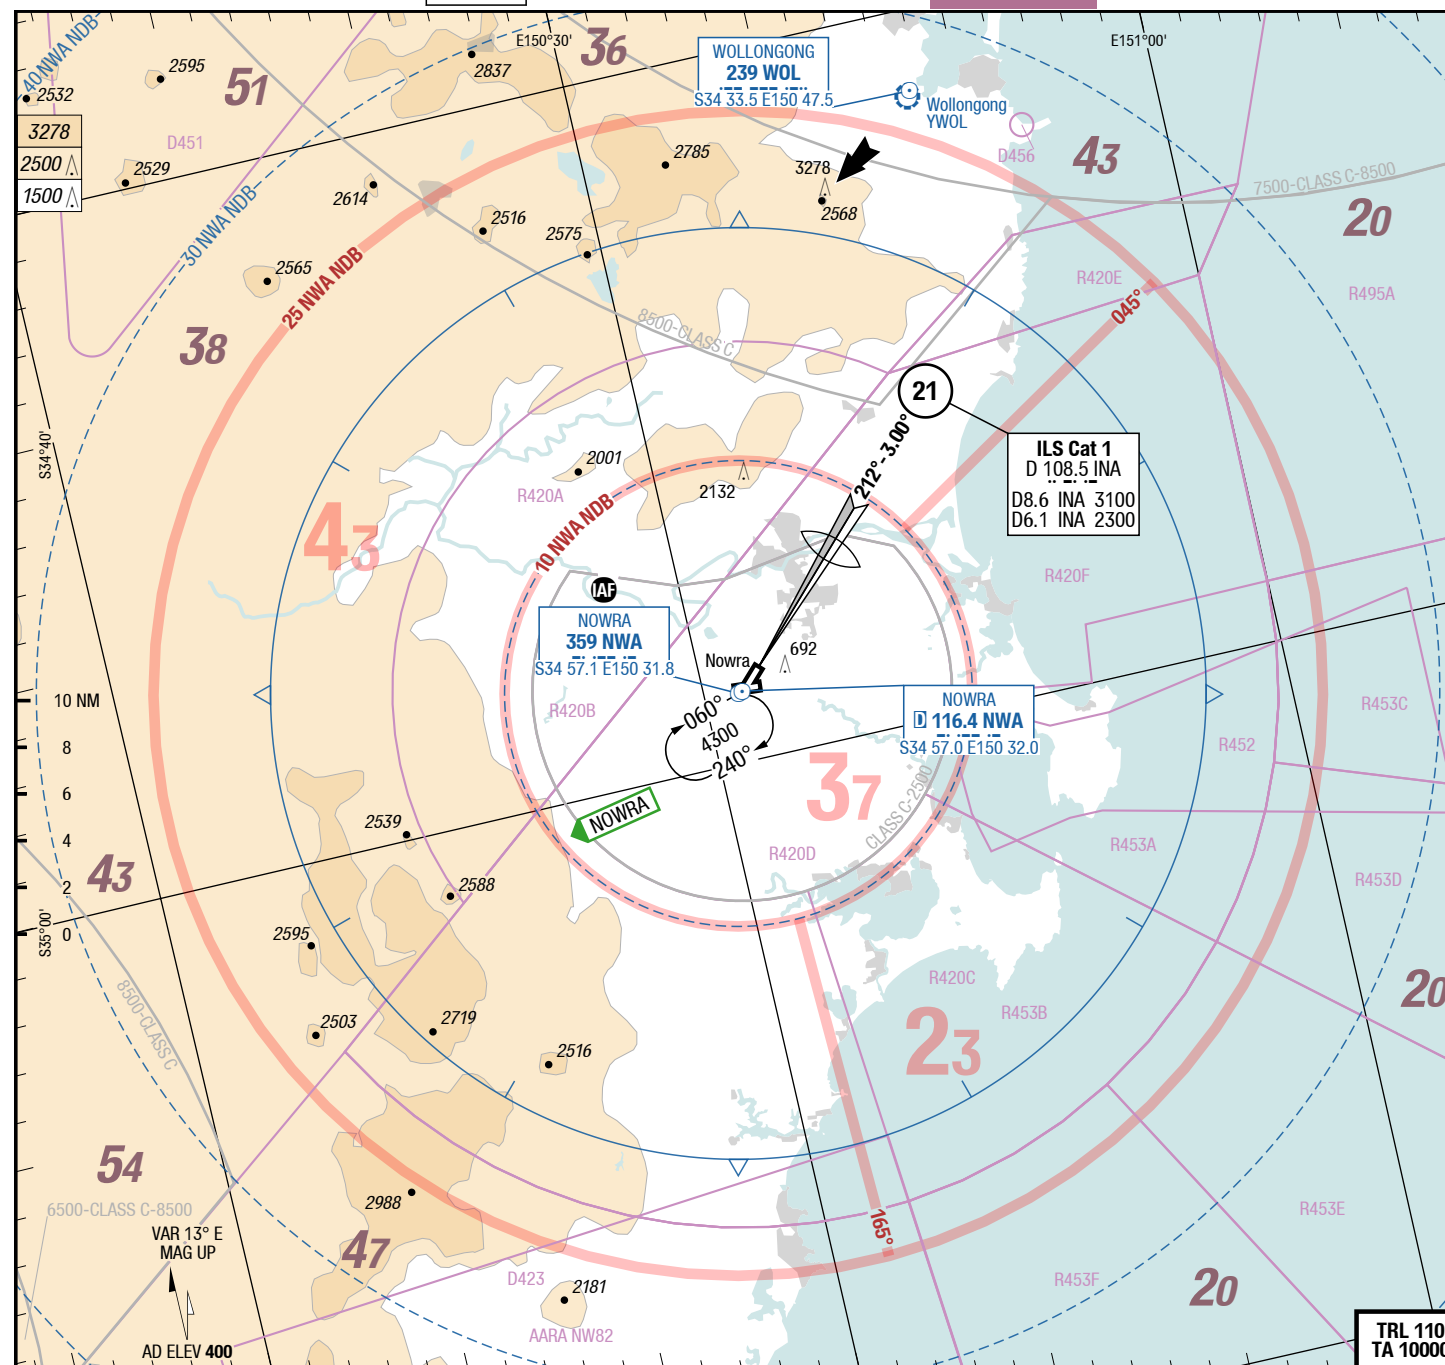 40 NWA NDB
2595
51
2532
D451
3278
2500
1500
2529
30 NWA NDB
2837
E150°30'
36
WOLLONGONG
239 WOL
S34 33.5 E150 47.5
Wollongong
YWOL
E151°00'
D456
43
7500-CLASS C-8500
20
2785
3278
2568
2614
2516
2575
2565
25 NWA NDB
38
8500-CLASS C
R420E
045°
R495A
21
212°-3.00°
ILS Cat 1
D 108.5 INA
D8.6 INA 3100
D6.1 INA 2300
S34°40'
2001
R420A
2132
43
10 NWA NDB
IAF
NOWRA
359 NWA
S34 57.1 E150 31.8
Nowra
692
R420F
R420B
060°
4300
240°
NOWRA
D 116.4 NWA
S34 57.0 E150 32.0
R453C
R452
10 NM
8
6
4
2
0
S35°00'
NOWRA
37
CLASS C-2500
R420D
R453A
R453D
2539
43
2588
2595
8500-CLASS C
2503
2719
2516
R420C
23
R453B
20
54
6500-CLASS C-8500
2988
VAR 13° E
MAG UP
47
165°
R453E
D423
2181
R453F
20
AARA NW82
AD ELEV 400
TRL 110
TA 10000